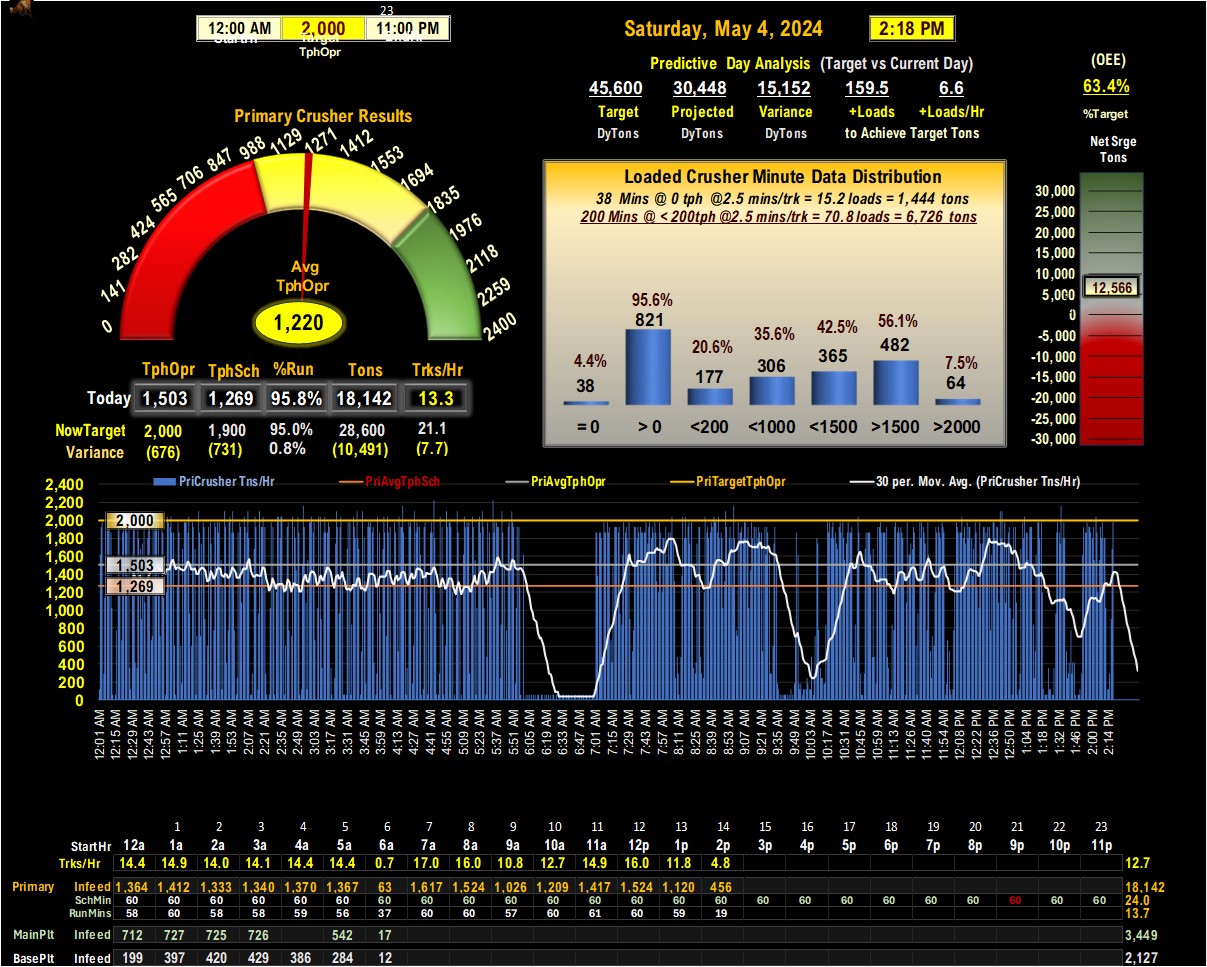 23
12:00 AM 2,000 11:00 PM
Target
TphOpr
Saturday, May 4, 2024 2:18 PM
Predictive Day Analysis (Target vs Current Day)
45,600 30,448 15,152 159.5 6.6
Target Projected Variance +Loads +Loads/Hr
DyTons DyTons DyTons to Achieve Target Tons
(OEE)
63.4%
%Target
Net Srge
Tons
30,000
25,000
20,000
15,000
10,000
12,566
5,000
0
-5,000
-10,000
-15,000
-20,000
-25,000
-30,000
Primary Crusher Results
0 141 282 424 565 706 847 988 1129 1271 1412 1553 1694 1835 1976 2118 2259 2400
Avg
TphOpr
1,220
TphOpr TphSch %Run Tons Trks/Hr
Today 1,503 1,269 95.8% 18,142 13.3
NowTarget 2,000 1,900 95.0% 28,600 21.1
Variance (676) (731) 0.8% (10,491) (7.7)
Loaded Crusher Minute Data Distribution
38 Mins @ 0 tph @2.5 mins/trk = 15.2 loads = 1,444 tons
200 Mins @ < 200tph @2.5 mins/trk = 70.8 loads = 6,726 tons
4.4% 95.6% 20.6% 35.6% 42.5% 56.1% 7.5%
38 821 177 306 365 482 64
= 0 > 0 <200 <1000 <1500 >1500 >2000
PriCrusher Tns/Hr PriAvgTphSch PriAvgTphOpr PriTargetTphOpr 30 per. Mov. Avg. (PriCrusher Tns/Hr)
2,400
2,200
2,000
1,800
1,600
1,400
1,200
1,000
800
600
400
200
0
2,000
1,503
1,269
12:01 AM 12:15 AM 12:29 AM 12:43 AM 12:57 AM 1:11 AM 1:25 AM 1:39 AM 1:53 AM 2:07 AM 2:21 AM 2:35 AM 2:49 AM 3:03 AM 3:17 AM 3:31 AM 3:45 AM 3:59 AM 4:13 AM 4:27 AM 4:41 AM 4:55 AM 5:09 AM 5:23 AM 5:37 AM 5:51 AM 6:05 AM 6:19 AM 6:33 AM 6:47 AM 7:01 AM 7:15 AM 7:29 AM 7:43 AM 7:57 AM 8:11 AM 8:25 AM 8:39 AM 8:53 AM 9:07 AM 9:21 AM 9:35 AM 9:49 AM 10:03 AM 10:17 AM 10:31 AM 10:45 AM 10:59 AM 11:13 AM 11:26 AM 11:40 AM 11:54 AM 12:08 PM 12:22 PM 12:36 PM 12:50 PM 1:04 PM 1:18 PM 1:32 PM 1:46 PM 2:00 PM 2:14 PM
1 2 3 4 5 6 7 8 9 10 11 12 13 14 15 16 17 18 19 20 21 22 23
StartHr 12a 1a 2a 3a 4a 5a 6a 7a 8a 9a 10a 11a 12p 1p 2p 3p 4p 5p 6p 7p 8p 9p 10p 11p
Trks/Hr 14.4 14.9 14.0 14.1 14.4 14.4 0.7 17.0 16.0 10.8 12.7 14.9 16.0 11.8 4.8 12.7
Primary Infeed 1,364 1,412 1,333 1,340 1,370 1,367 63 1,617 1,524 1,026 1,209 1,417 1,524 1,120 456 18,142
SchMin 60 60 60 60 60 60 60 60 60 60 60 60 60 60 60 60 60 60 60 60 60 60 60 60 24.0
RunMins 58 60 58 58 59 56 37 60 60 57 60 61 60 59 19 13.7
MainPlt Infeed 712 727 725 726 542 17 3,449
BasePlt Infeed 199 397 420 429 386 284 12 2,127